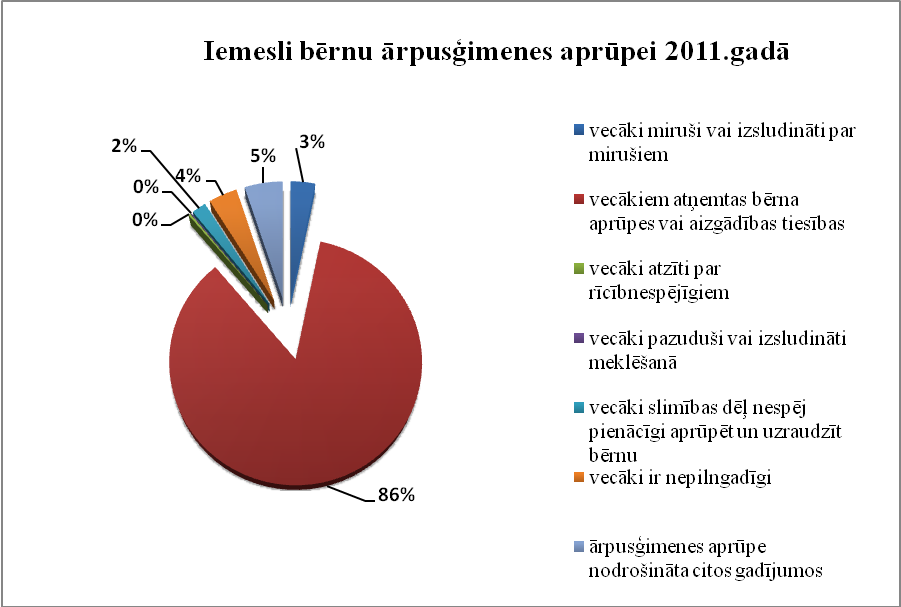 Iemesli bērnu ārpusģimenes aprūpei 2011.gadā
3%
5%
4%
2%
0%
0%
86%
vecāki miruši vai izsludināti par
mirušiem
vecākiem atņemtas bērna
aprūpes vai aizgādības tiesības
vecāki atzīti par
rīcībnespējīgiem
vecāki pazuduši vai izsludināti
meklēšanā
vecāki slimības dēļ nespēj
pienācīgi aprūpēt un uzraudzīt
bērnu
vecāki ir nepilngadīgi
ārpusģimenes aprūpe
nodrošināta citos gadījumos